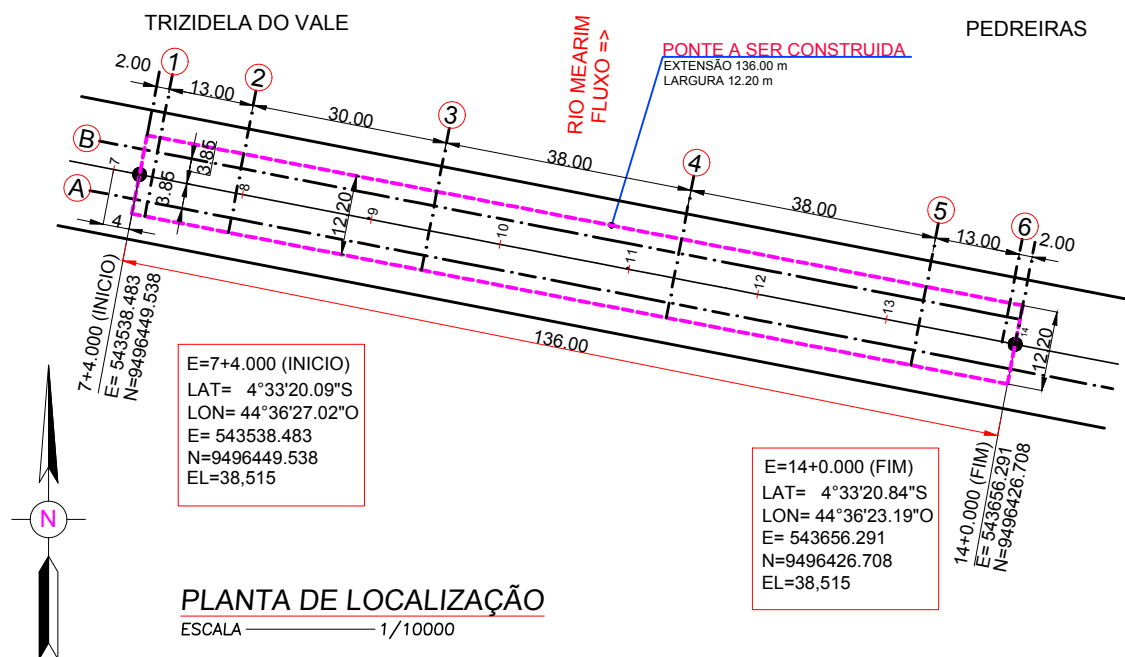 TRIZIDELA DO VALE
PEDREIRAS
RIO MEARIM
FLUXO =>
PONTE A SER CONSTRUIDA
EXTENSÃO 136.00 m
LARGURA 12.20 m
2.00
1
13.00
2
30.00
3
38.00
4
38.00
5
13.00
6
2.00
B
A
3.85
3.85
12.20
12.20
4
7
8
9
10
11
12
13
14
136.00
7+4.000 (INICIO)
E= 543538.483
N=9496449.538
E=7+4.000 (INICIO)
LAT= 4°33'20.09"S
LON= 44°36'27.02"O
E= 543538.483
N=9496449.538
EL=38,515
14+0.000 (FIM)
E= 543656.291
N=9496426.708
E=14+0.000 (FIM)
LAT= 4°33'20.84"S
LON= 44°36'23.19"O
E= 543656.291
N=9496426.708
EL=38,515
N
PLANTA DE LOCALIZAÇÃO
ESCALA 1/10000